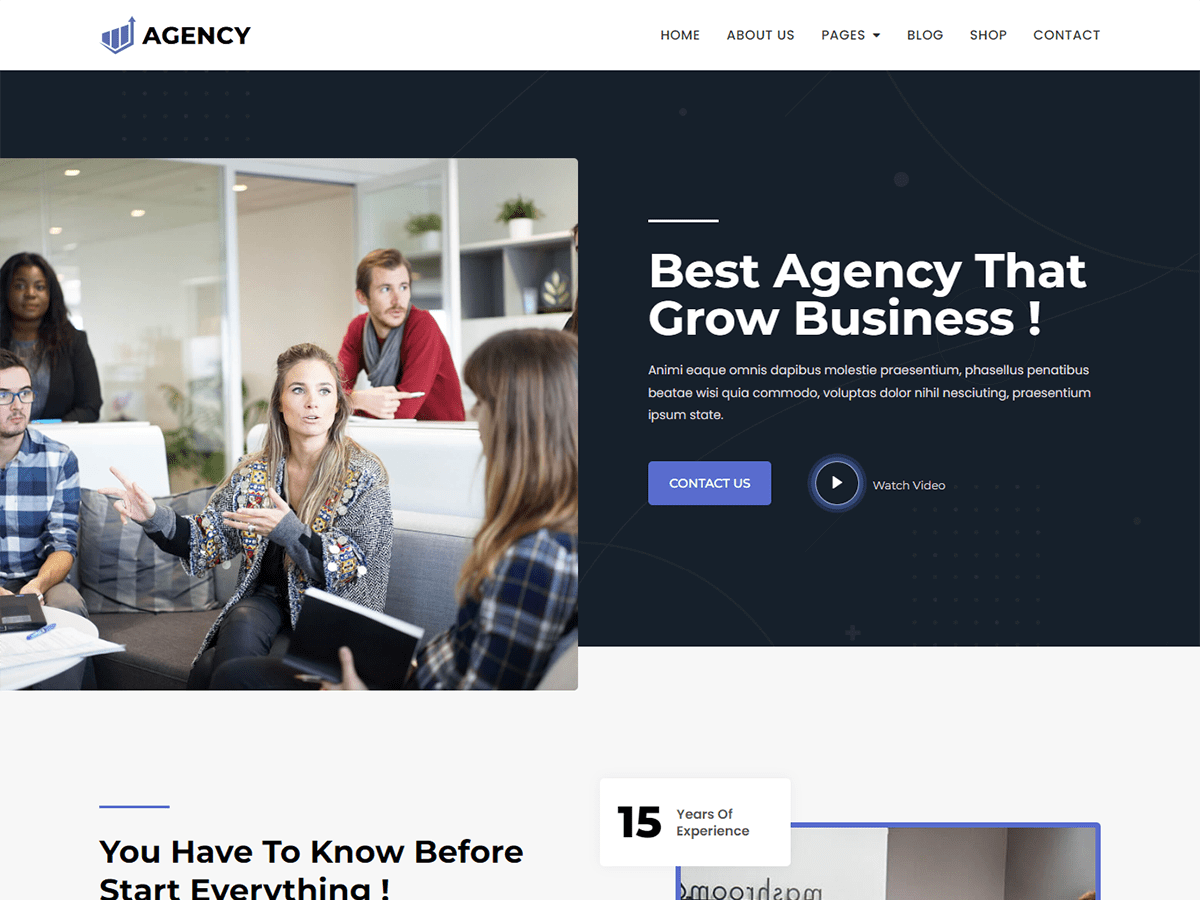 AGENCY
HOME ABOUT US PAGES BLOG SHOP CONTACT
Best Agency That
Grow Business !
Animi eaque omnis dapibus molestie praesentium, phasellus penatibus
beatae wisi quia commodo, voluptas dolor nihil nesciuting, praesentium
ipsum state.
CONTACT US
Watch Video
15
Years Of
Experience
You Have To Know Before
Start Everything !